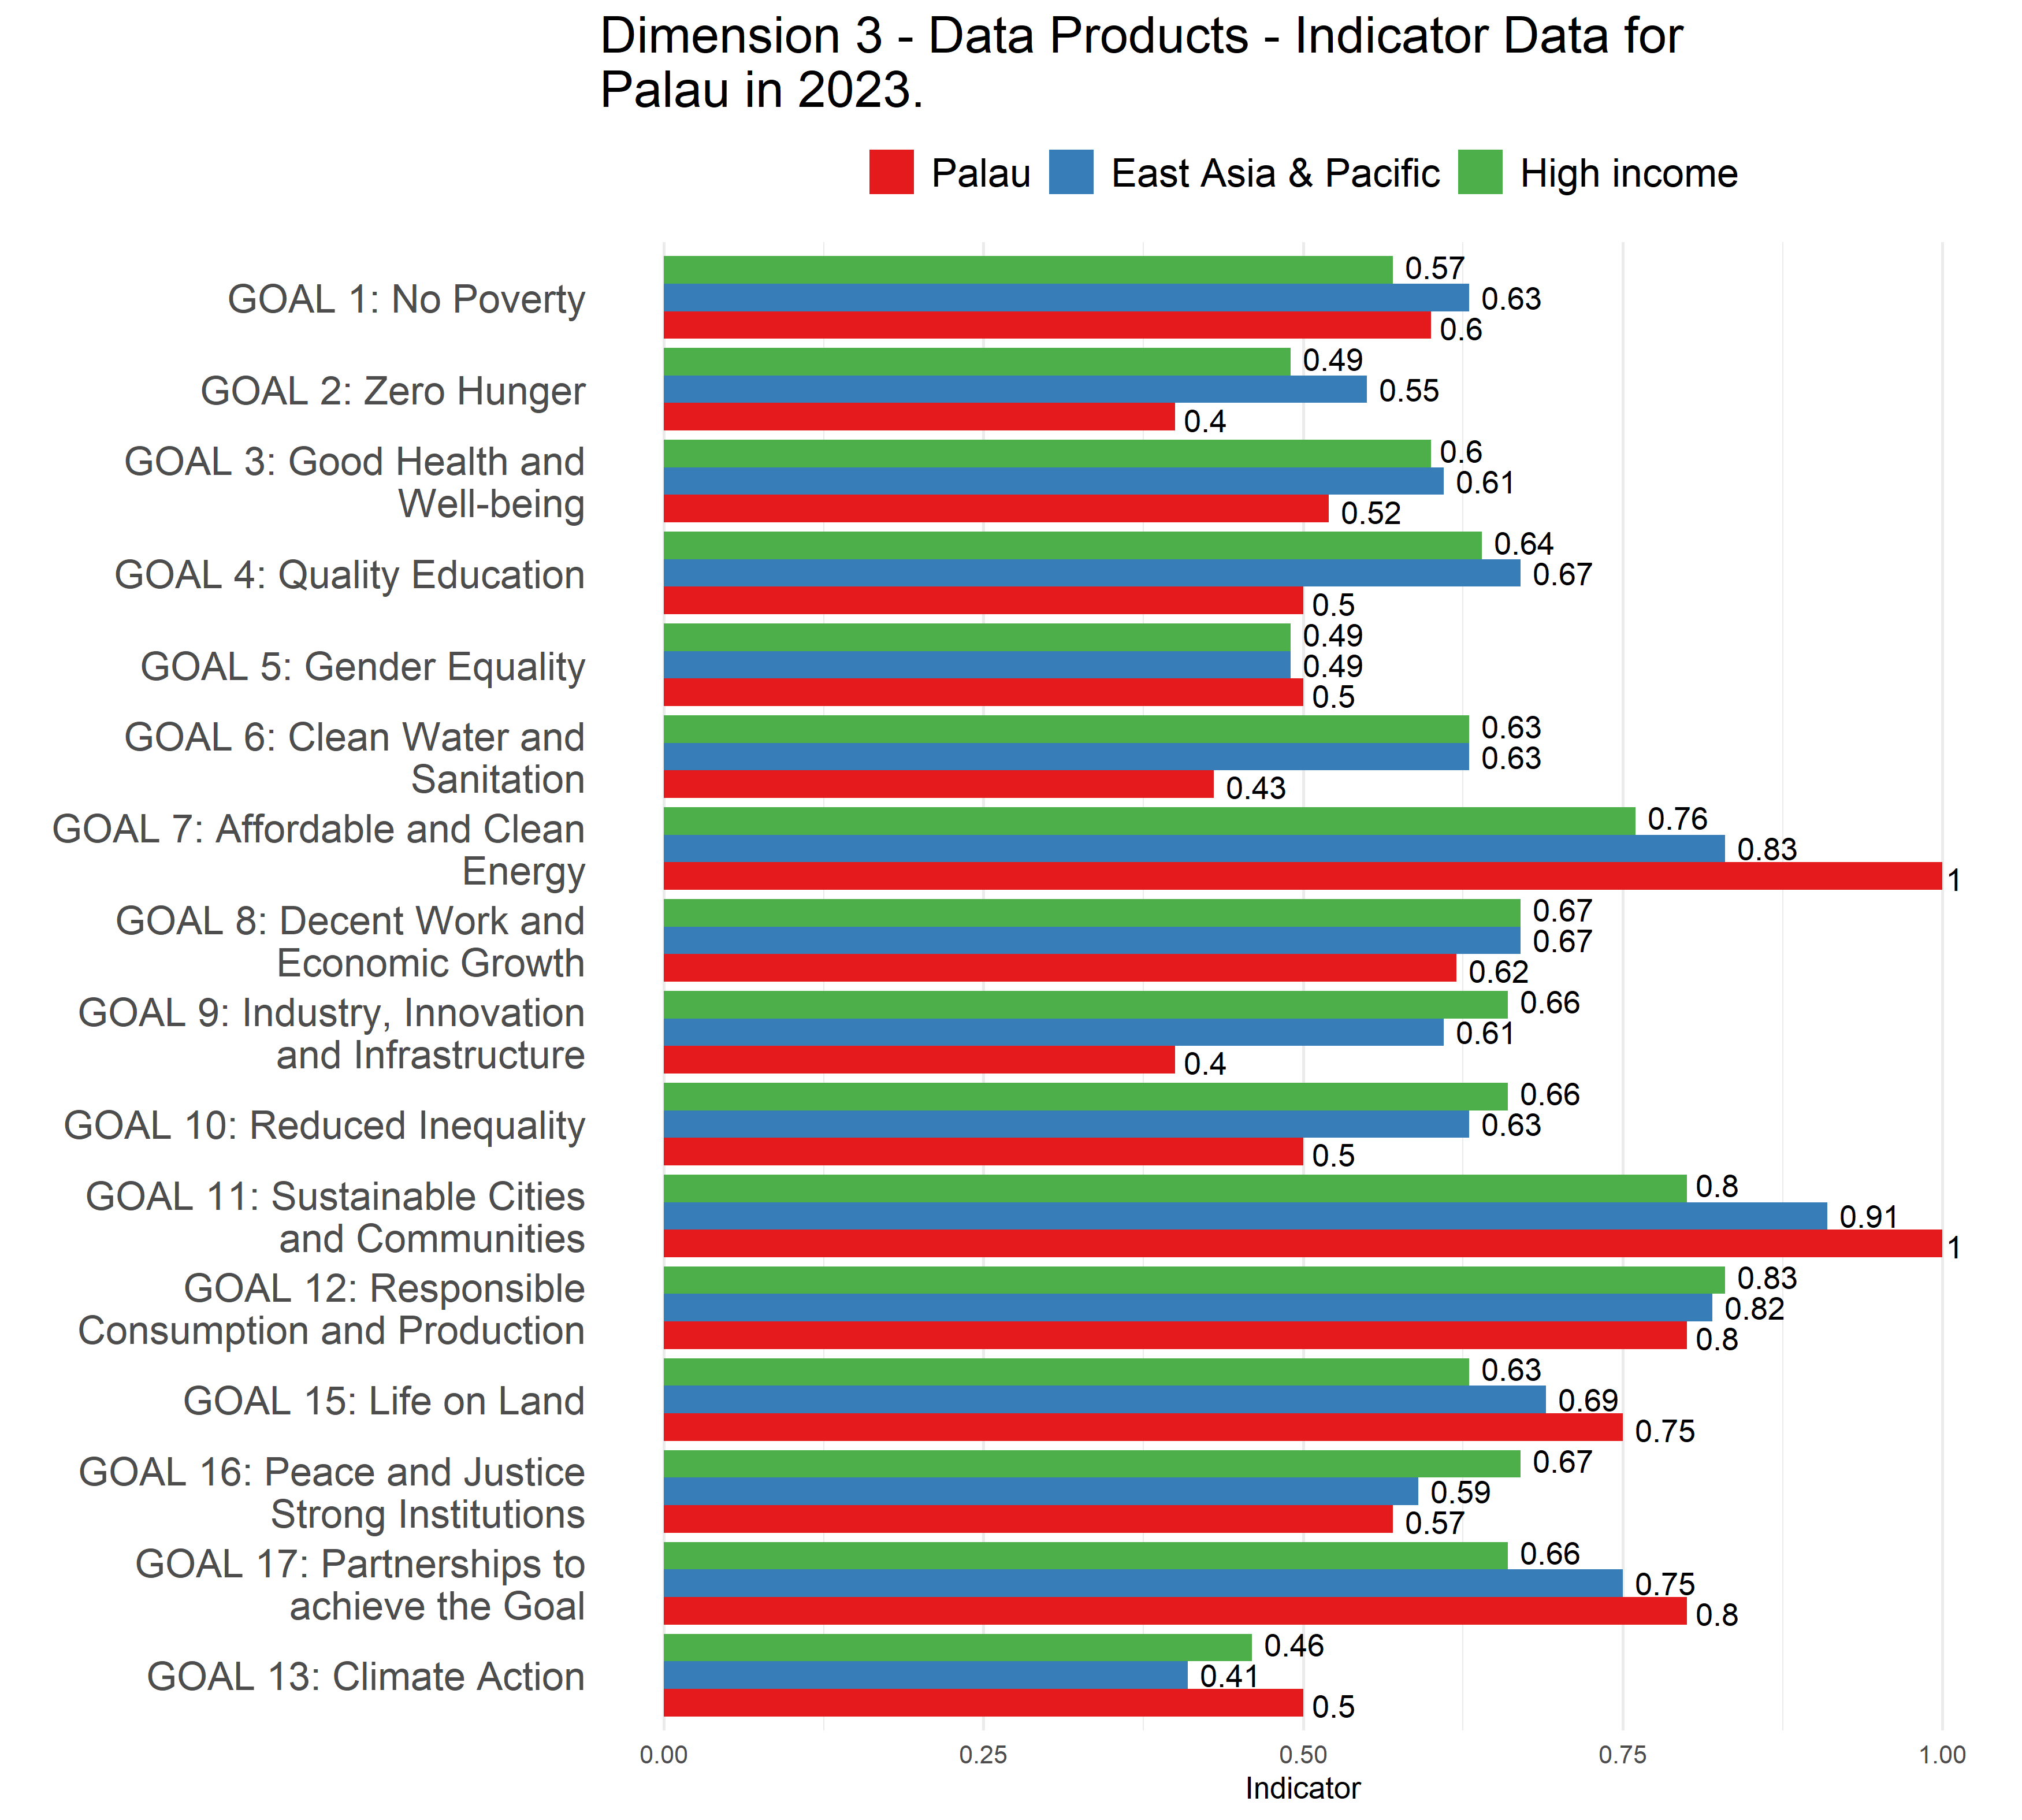 Dimension 3 - Data Products - Indicator Data for
Palau in 2023.
Palau East Asia & Pacific High income
GOAL 1: No Poverty
0.57
0.63
0.6
GOAL 2: Zero Hunger
0.49
0.55
0.4
GOAL 3: Good Health and
Well-being
0.6
0.61
0.52
GOAL 4: Quality Education
0.64
0.67
0.5
GOAL 5: Gender Equality
0.49
0.49
0.5
GOAL 6: Clean Water and
Sanitation
0.63
0.63
0.43
GOAL 7: Affordable and Clean
Energy
0.76
0.83
1
GOAL 8: Decent Work and
Economic Growth
0.67
0.67
0.62
GOAL 9: Industry, Innovation
and Infrastructure
0.66
0.61
0.4
GOAL 10: Reduced Inequality
0.66
0.63
0.5
GOAL 11: Sustainable Cities
and Communities
0.8
0.91
1
GOAL 12: Responsible
Consumption and Production
0.83
0.82
0.8
GOAL 15: Life on Land
0.63
0.69
0.75
GOAL 16: Peace and Justice
Strong Institutions
0.67
0.59
0.57
GOAL 17: Partnerships to
achieve the Goal
0.66
0.75
0.8
GOAL 13: Climate Action
0.46
0.41
0.5
0.00 0.25 0.50 0.75 1.00
Indicator